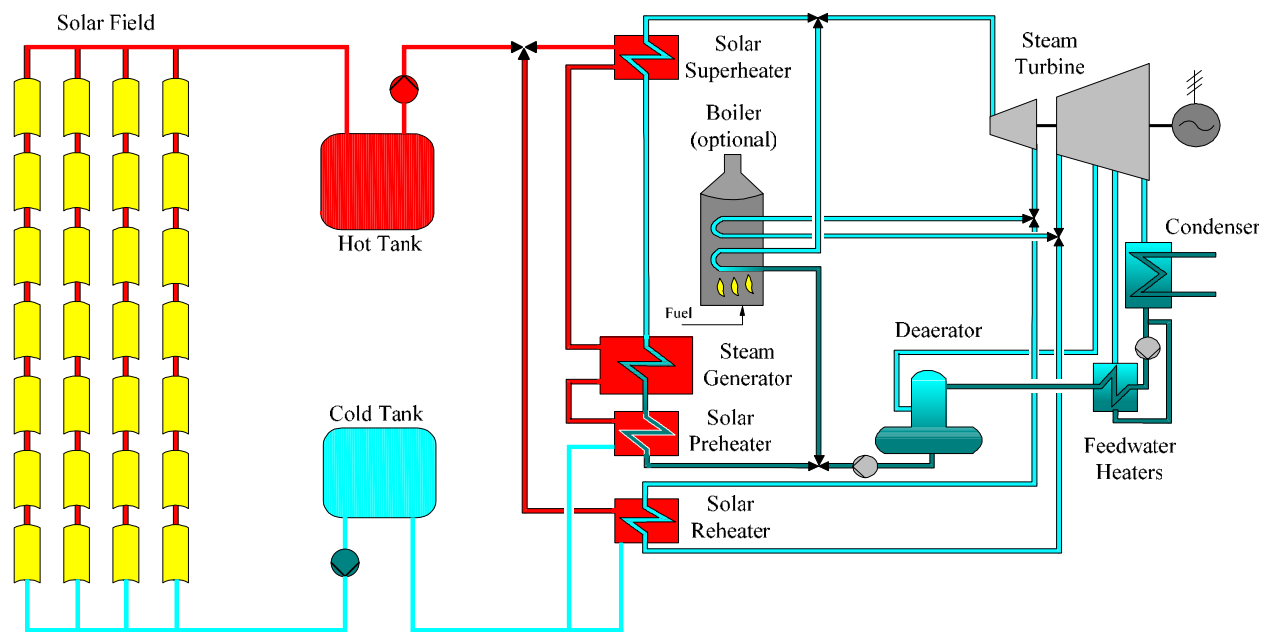 Solar Field
Solar
Superheater
Steam
Turbine
Boiler
(optional)
Hot Tank
Condenser
Fuel
Deaerator
Steam
Generator
Cold Tank
Solar
Preheater
Feedwater
Heaters
Solar
Reheater